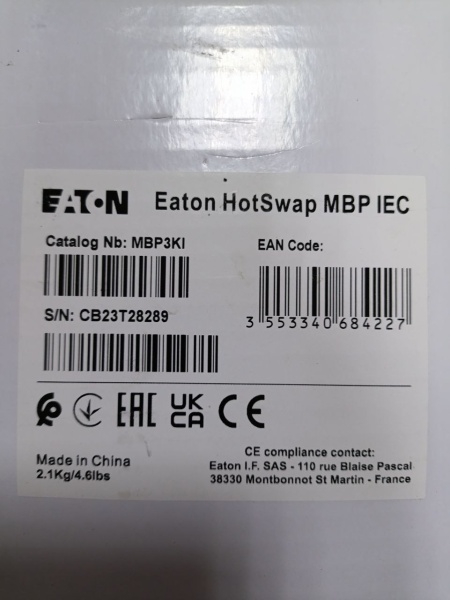 EATON Eaton HotSwap MBP IEC
Catalog Nb: MBP3KI
EAN Code:
S/N: CB23T28289
3 553340 684227
EAC UK CA CE
Made in China
2.1Kg/4.6lbs
CE compliance contact:
Eaton I.F. SAS - 110 rue Blaise Pascal
38330 Montbonnot St Martin - France